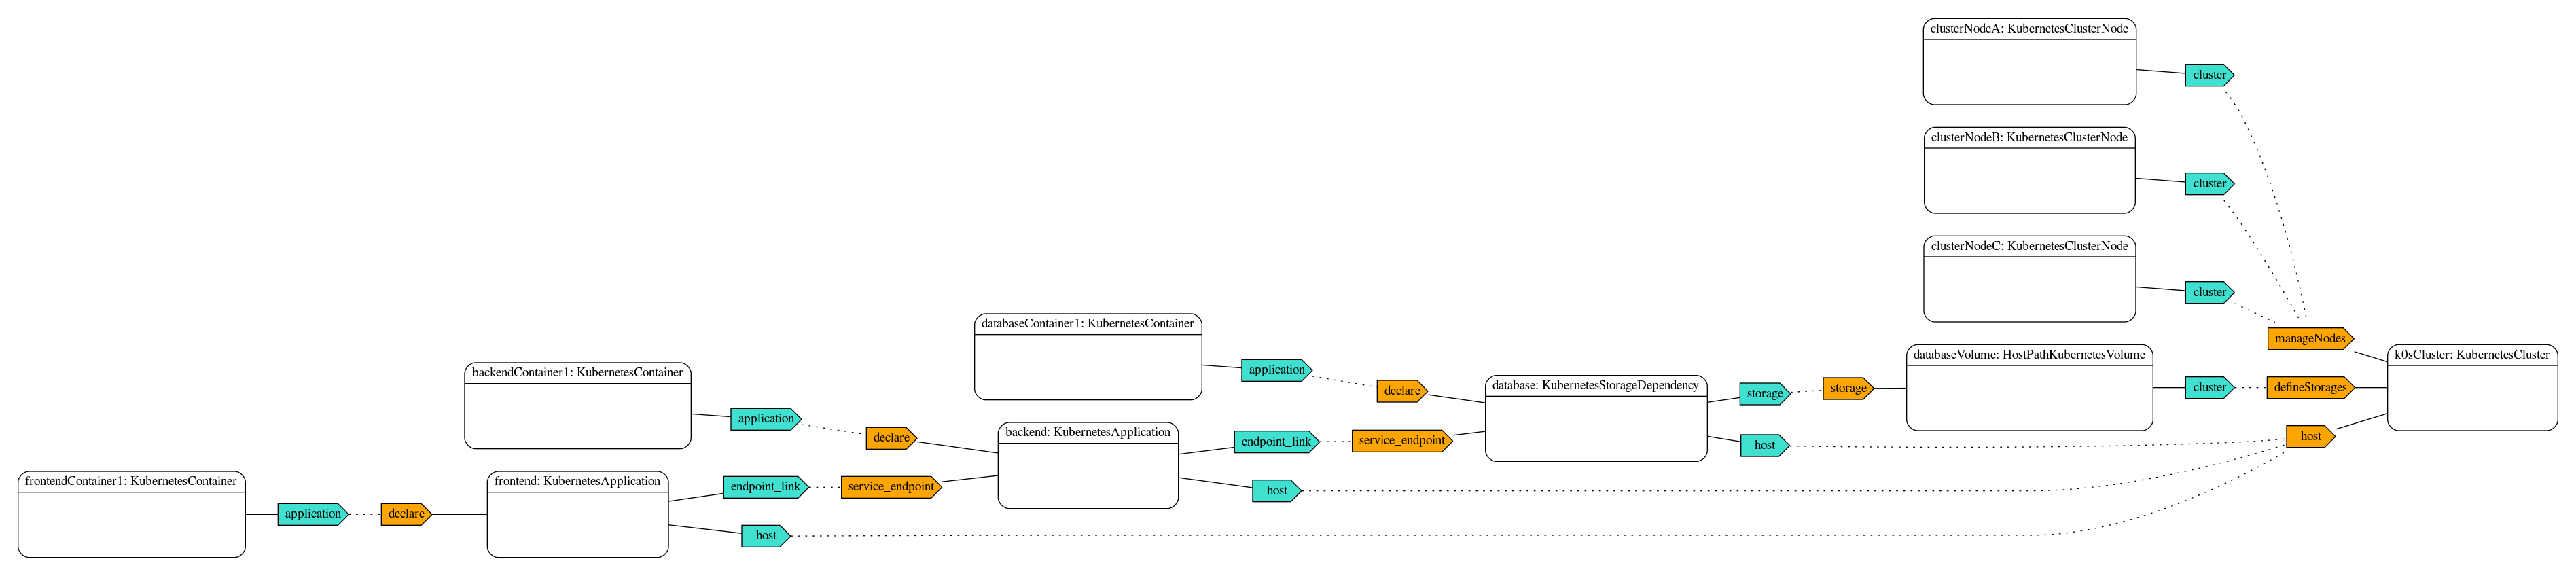 clusterNodeA: KubernetesClusterNode
cluster
clusterNodeB: KubernetesClusterNode
cluster
clusterNodeC: KubernetesClusterNode
cluster
manageNodes
databaseContainer1: KubernetesContainer
application
declare
database: KubernetesStorageDependency
storage
storage
databaseVolume: HostPathKubernetesVolume
cluster
defineStorages
k0sCluster: KubernetesCluster
host
host
backendContainer1: KubernetesContainer
application
declare
backend: KubernetesApplication
endpoint_link
service_endpoint
host
frontendContainer1: KubernetesContainer
application
declare
frontend: KubernetesApplication
endpoint_link
service_endpoint
host